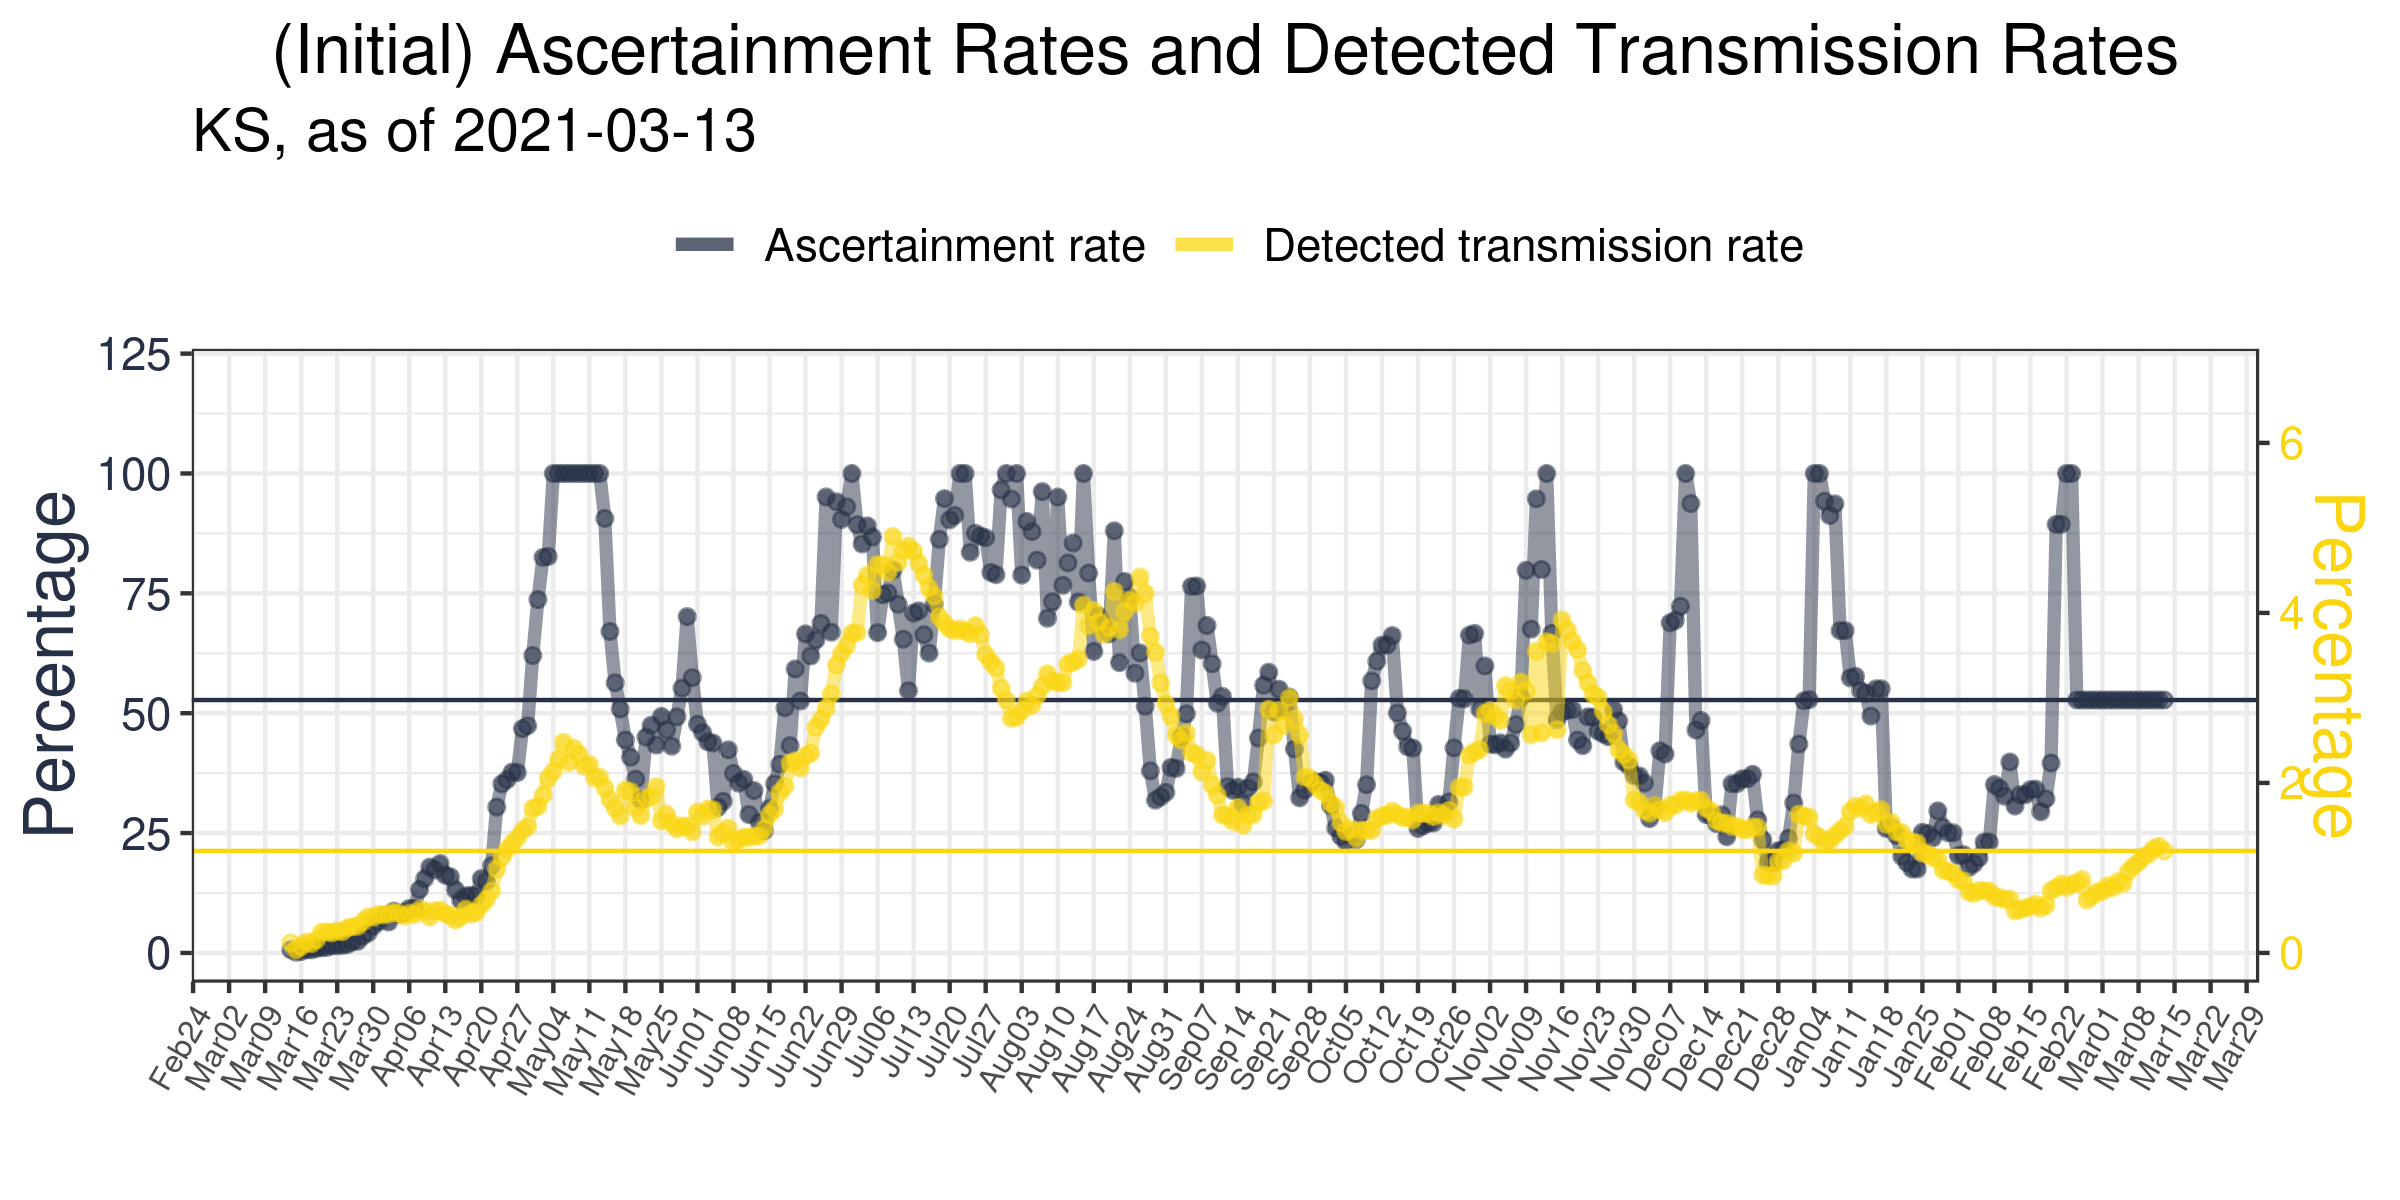 (Initial) Ascertainment Rates and Detected Transmission Rates
KS, as of 2021-03-13
Ascertainment rate
Detected transmission rate
125
100
75
50
25
0
Percentage
6
4
2
0
Percentage
Feb24
Mar02
Mar09
Mar16
Mar23
Mar30
Apr06
Apr13
Apr20
Apr27
May04
May11
May18
May25
Jun01
Jun08
Jun15
Jun22
Jun29
Jul06
Jul13
Jul20
Jul27
Aug03
Aug10
Aug17
Aug24
Aug31
Sep07
Sep14
Sep21
Sep28
Oct05
Oct12
Oct19
Oct26
Nov02
Nov09
Nov16
Nov23
Nov30
Dec07
Dec14
Dec21
Dec28
Jan04
Jan11
Jan18
Jan25
Feb01
Feb08
Feb15
Feb22
Mar01
Mar08
Mar15
Mar22
Mar29